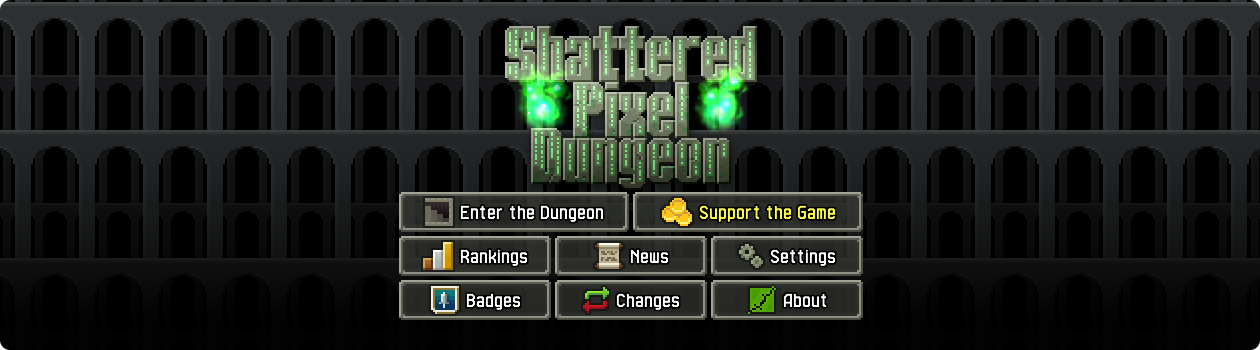 Shattered
Pixel
Dungeon
Enter the Dungeon
Support the Game
Rankings
News
Settings
Badges
Changes
About